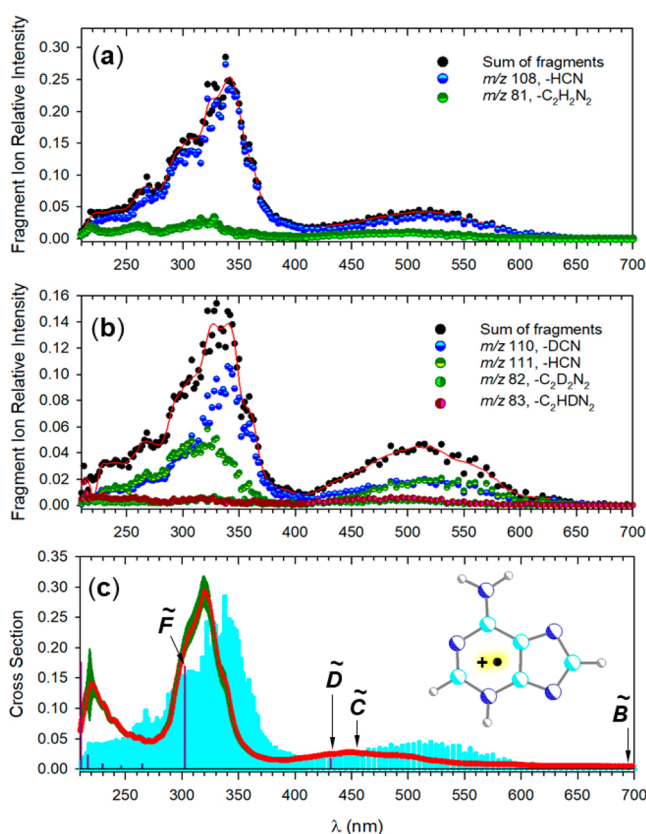 (a)
Sum of fragments
m/z 108, -HCN
m/z 81, -C₂H₂N₂
Fragment Ion Relative Intensity
0.30
0.25
0.20
0.15
0.10
0.05
0.00
250 300 350 400 450 500 550 600 650 700
(b)
Sum of fragments
m/z 110, -DCN
m/z 111, -HCN
m/z 82, -C₂D₂N₂
m/z 83, -C₂HDN₂
Fragment Ion Relative Intensity
0.16
0.14
0.12
0.10
0.08
0.06
0.04
0.02
0.00
250 300 350 400 450 500 550 600 650 700
(c)
F̃
D̃
C̃
B̃
+ •
Cross Section
0.35
0.30
0.25
0.20
0.15
0.10
0.05
0.00
250 300 350 400 450 500 550 600 650 700
λ (nm)